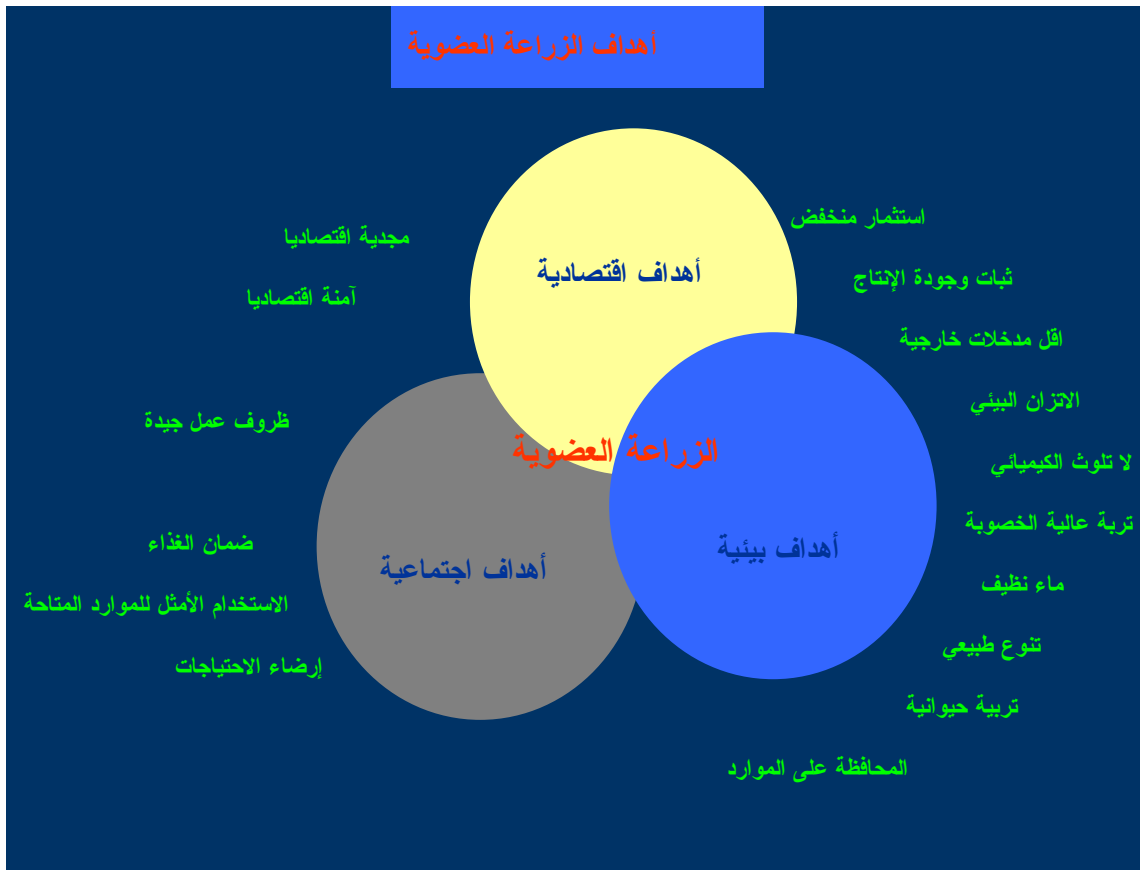 أهداف الزراعة العضوية
استثمار منخفض
مجدية اقتصاديا
أهداف اقتصادية
ثبات وجودة الإنتاج
آمنة اقتصاديا
اقل مدخلات خارجية
الاتزان البيئي
ظروف عمل جيدة
الزراعة العضوية
لا تلوث الكيميائي
تربة عالية الخصوبة
ضمان الغذاء
أهداف بيئية
أهداف اجتماعية
ماء نظيف
الاستخدام الأمثل للموارد المتاحة
تنوع طبيعي
إرضاء الاحتياجات
تربية حيوانية
المحافظة على الموارد